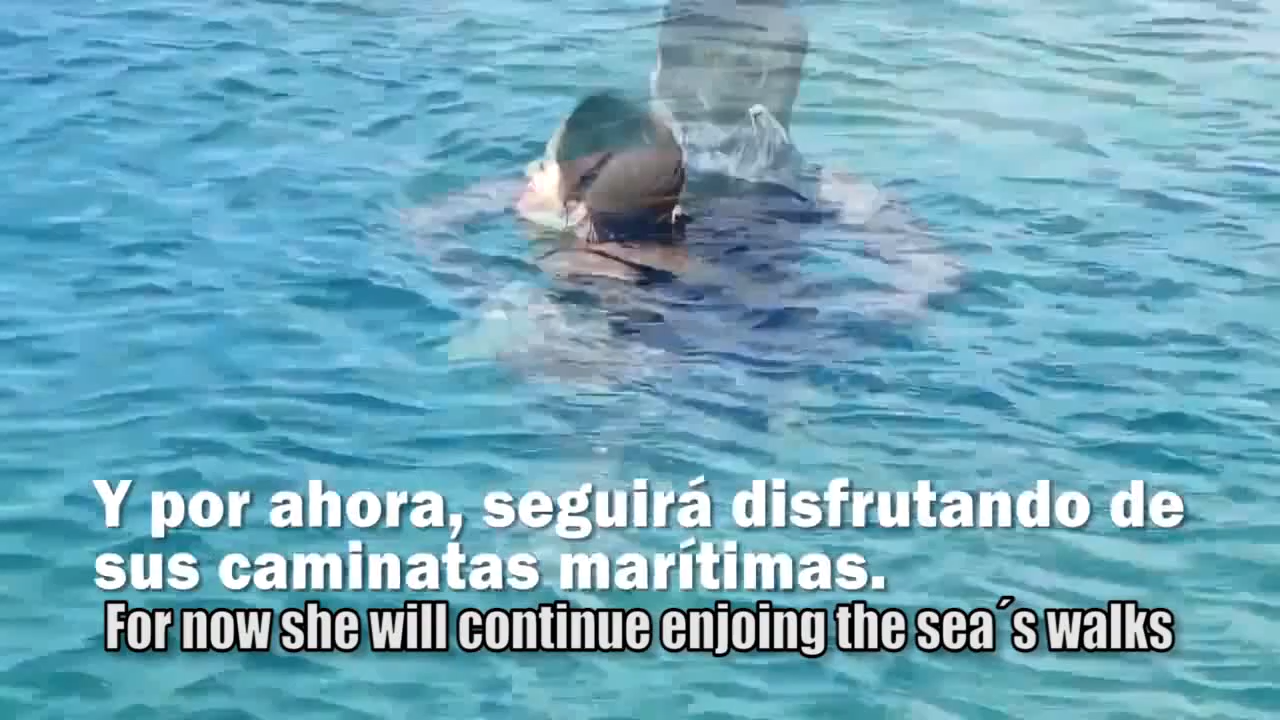 Y por ahora, seguirá disfrutando de
sus caminatas marítimas.
For now she will continue enjoing the sea´s walks